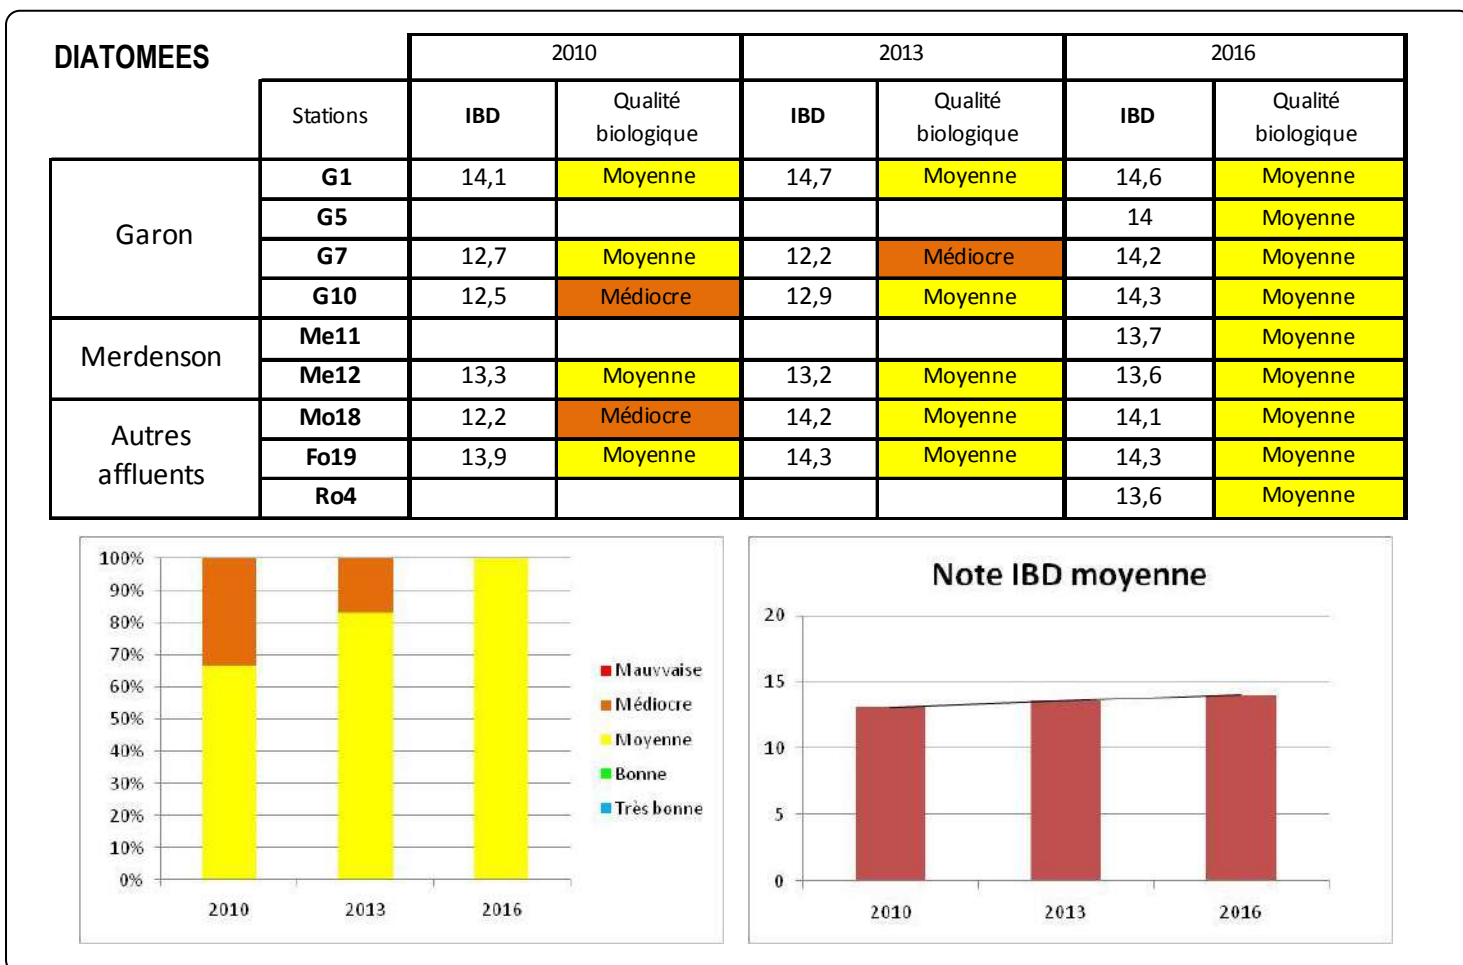 DIATOMEES
2010 2013 2016
Stations IBD Qualité biologique IBD Qualité biologique IBD Qualité biologique
Garon
G1 14,1 Moyenne 14,7 Moyenne 14,6 Moyenne
G5 14 Moyenne
G7 12,7 Moyenne 12,2 Médiocre 14,2 Moyenne
G10 12,5 Médiocre 12,9 Moyenne 14,3 Moyenne
Merdenson
Me11 13,7 Moyenne
Me12 13,3 Moyenne 13,2 Moyenne 13,6 Moyenne
Autres
affluents
Mo18 12,2 Médiocre 14,2 Moyenne 14,1 Moyenne
Fo19 13,9 Moyenne 14,3 Moyenne 14,3 Moyenne
Ro4 13,6 Moyenne
100%
90%
80%
70%
60%
50%
40%
30%
20%
10%
0%
2010 2013 2016
Mauvvaise
Médiocre
Moyenne
Bonne
Très bonne
Note IBD moyenne
20
15
10
5
0
2010 2013 2016